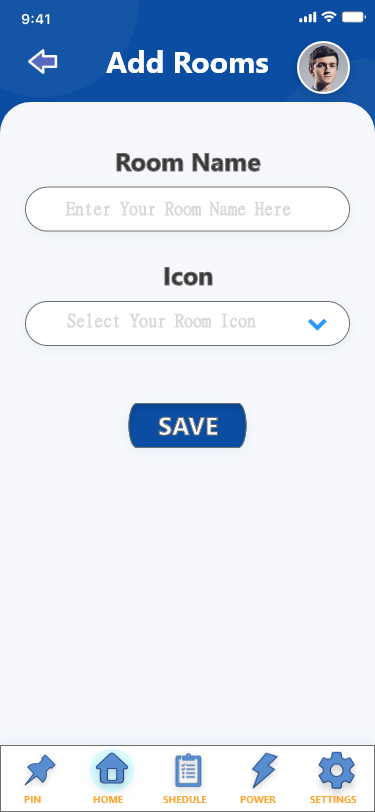 9:41
Add Rooms
Room Name
Enter Your Room Name Here
Icon
Select Your Room Icon
SAVE
PIN HOME SHEDULE POWER SETTINGS